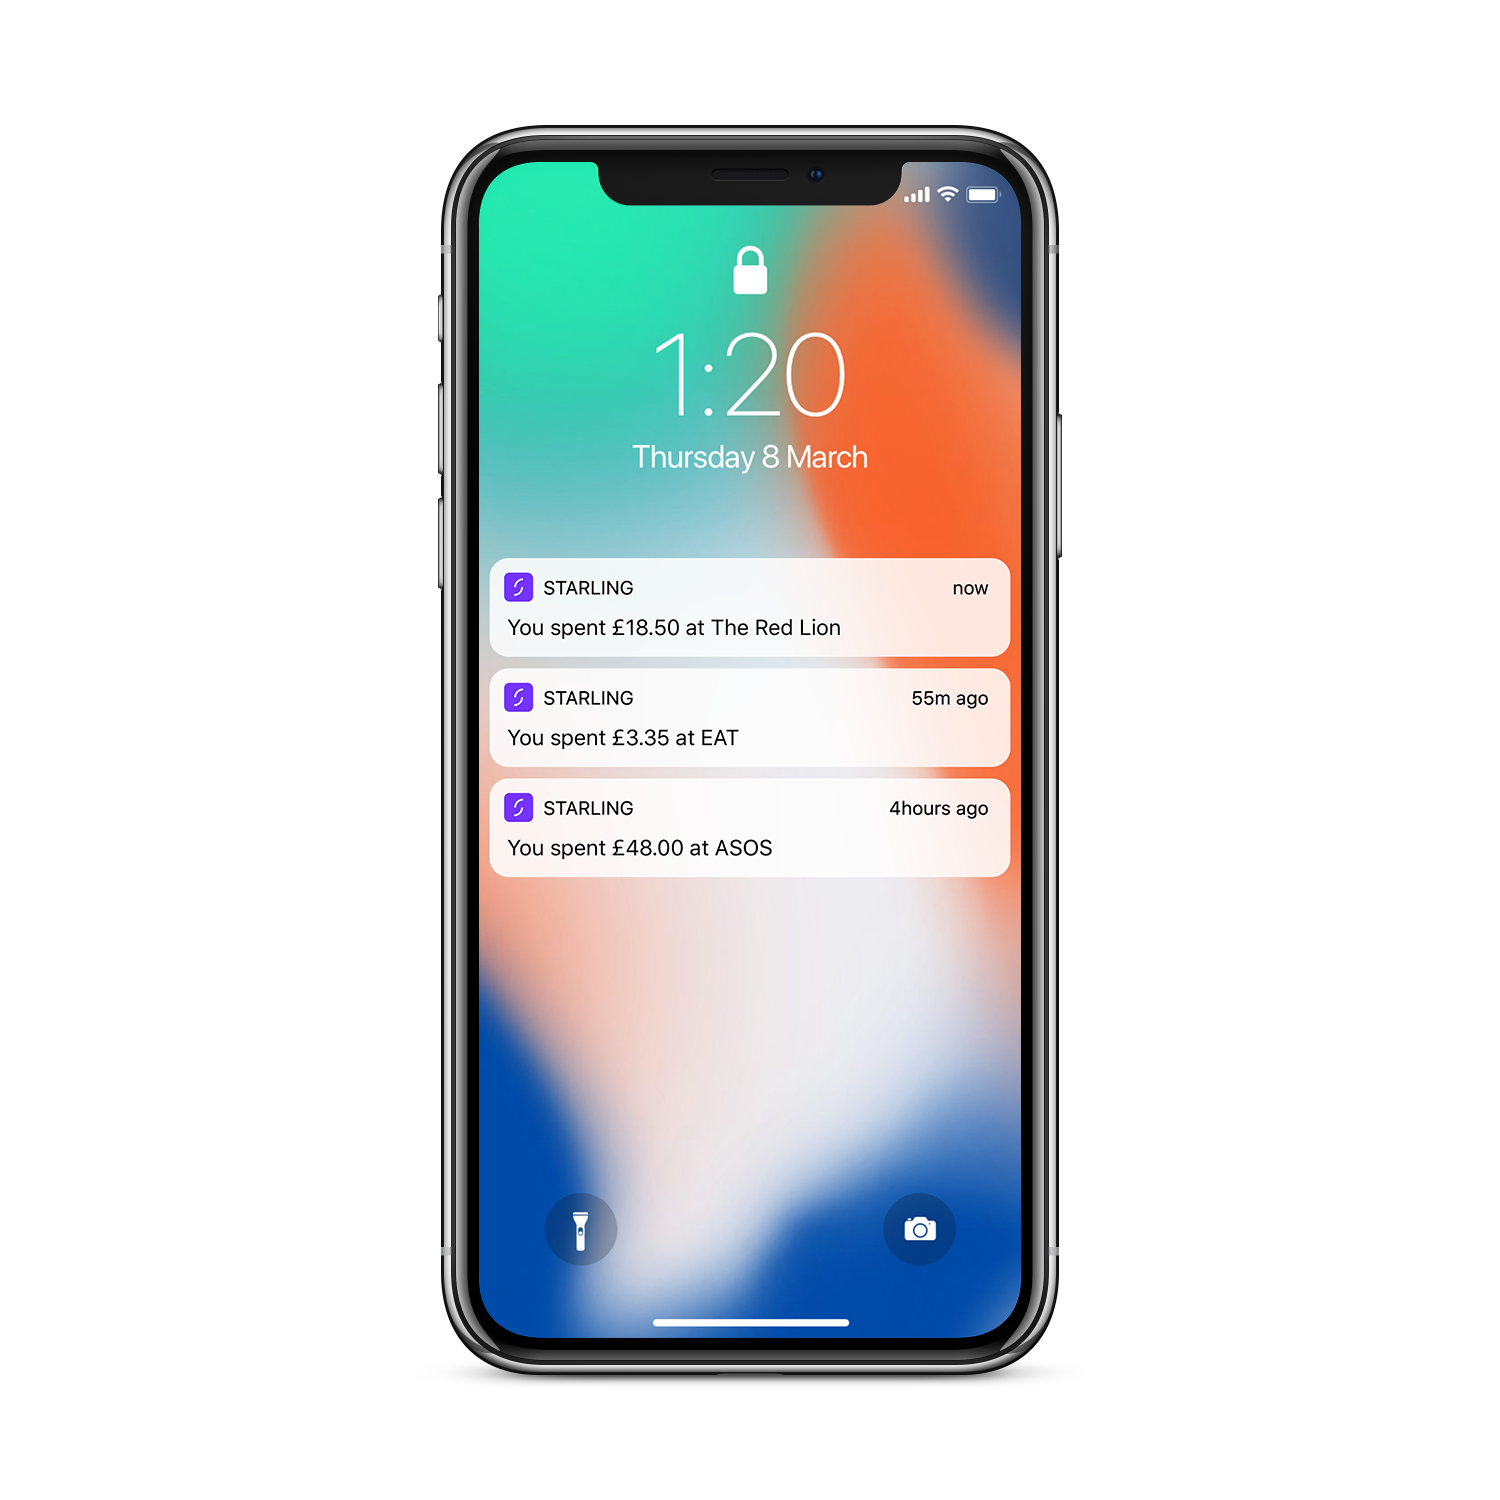 1:20
Thursday 8 March
STARLING now
You spent £18.50 at The Red Lion
STARLING 55m ago
You spent £3.35 at EAT
STARLING 4hours ago
You spent £48.00 at ASOS